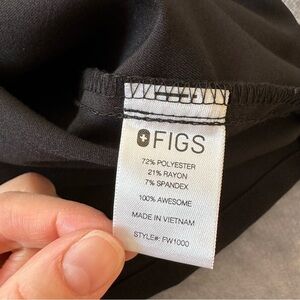 FIGS
72% POLYESTER
21% RAYON
7% SPANDEX
100% AWESOME
MADE IN VIETNAM
STYLE#: FW1000